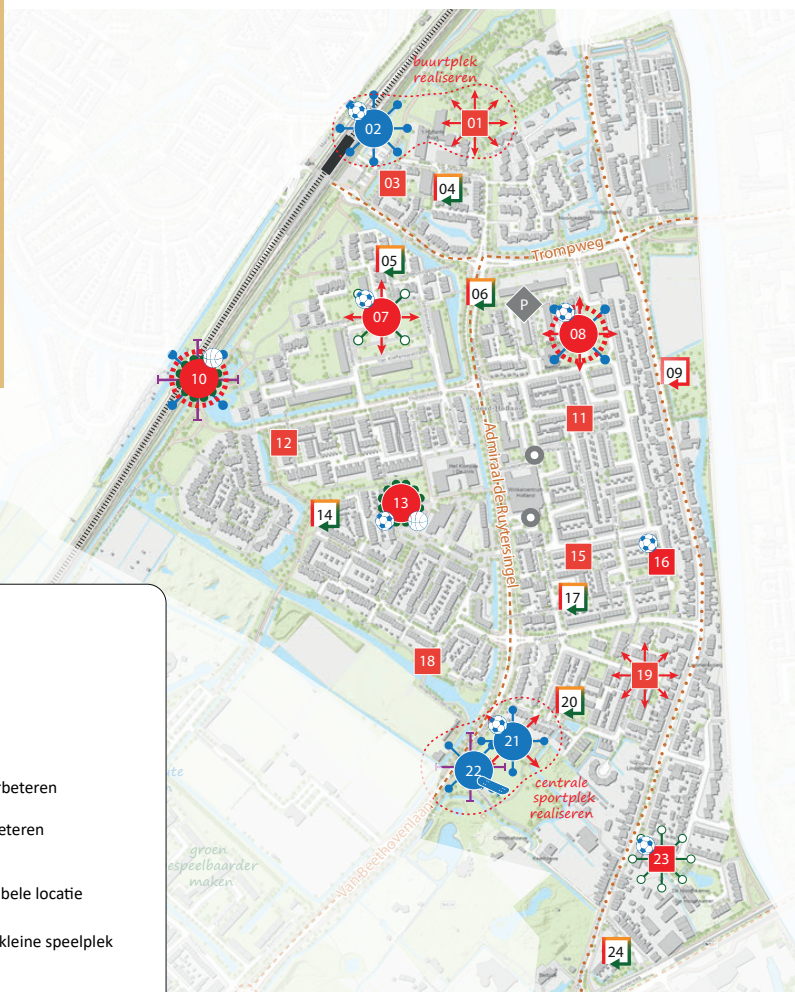 buurtplek
realiseren
02
01
03
04
Trompweg
05
06
P
07
08
09
10
11
12
Admiraal de Ruytersingel
13
14
15
16
17
18
19
20
21
22
centrale
sportplek
realiseren
Van Beethovenlaan
groen
espeelbaarder
maken
23
24
beteren
eteren
bele locatie
kleine speelplek